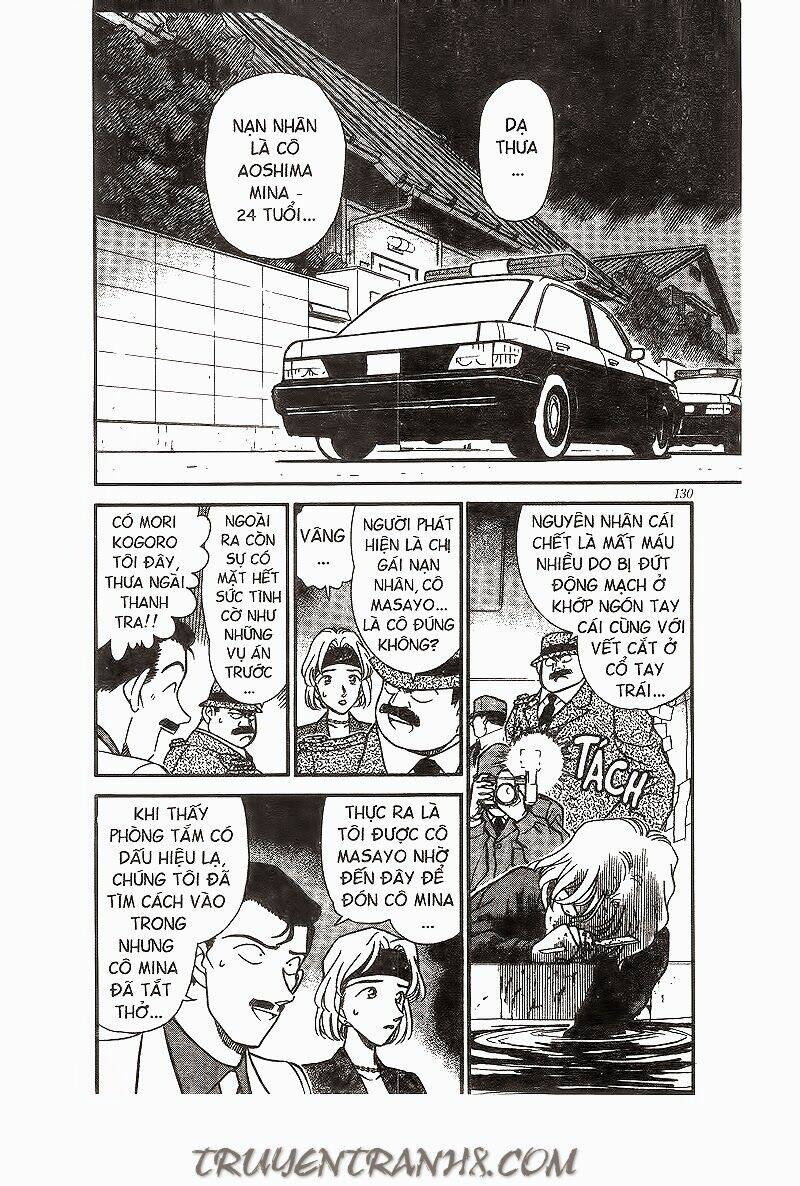 DẠ
THƯA
...
NẠN NHÂN
LÀ CÔ
AOSHIMA
MINA -
24 TUỔI...
130
NGUYÊN NHÂN CÁI
CHẾT LÀ MẤT MÁU
NHIỀU DO BỊ ĐỨT
ĐỘNG MẠCH Ở
KHỚP NGÓN TAY
CÁI CÙNG VỚI
VẾT CẮT Ở
CỔ TAY
TRÁI...
TÁCH
NGƯỜI PHÁT
HIỆN LÀ CHỊ
GÁI NẠN
NHÂN, CÔ
MASAYO...
LÀ CÔ ĐÚNG
KHÔNG?
VÂNG
...
NGOÀI
RA CÒN
SỰ CÓ
MẶT HẾT
SỨC TÌNH
CỜ NHƯ
NHỮNG
VỤ ÁN
TRƯỚC
...
CÓ MORI
KOGORO
TÔI ĐÂY,
THƯA NGÀI
THANH
TRA!!
THỰC RA LÀ
TÔI ĐƯỢC CÔ
MASAYO NHỜ
ĐẾN ĐÂY ĐỂ
ĐÓN CÔ MINA
...
KHI THẤY
PHÒNG TẮM CÓ
DẤU HIỆU LẠ,
CHÚNG TÔI ĐÃ
TÌM CÁCH VÀO
TRONG
NHƯNG
CÔ MINA
ĐÃ TẮT
THỞ...
TRUYENTRANH8.COM